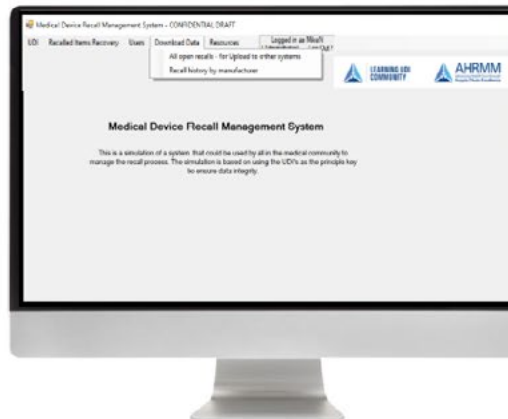 Medical Device Recall Management System - CONFIDENTIAL DRAFT
UDI Recalled Items Recovery Users Download Data Resources Logged in as
All open recalls - for Upload to other systems
Recall history by manufacturer
LEARNING UDI
COMMUNITY
AHRMM
Medical Device Recall Management System
This is a simulation of a system that could be used by all in the medical community to
manage the recall process. The simulation is based on using the UDI's as the principle key
to ensure data integrity.